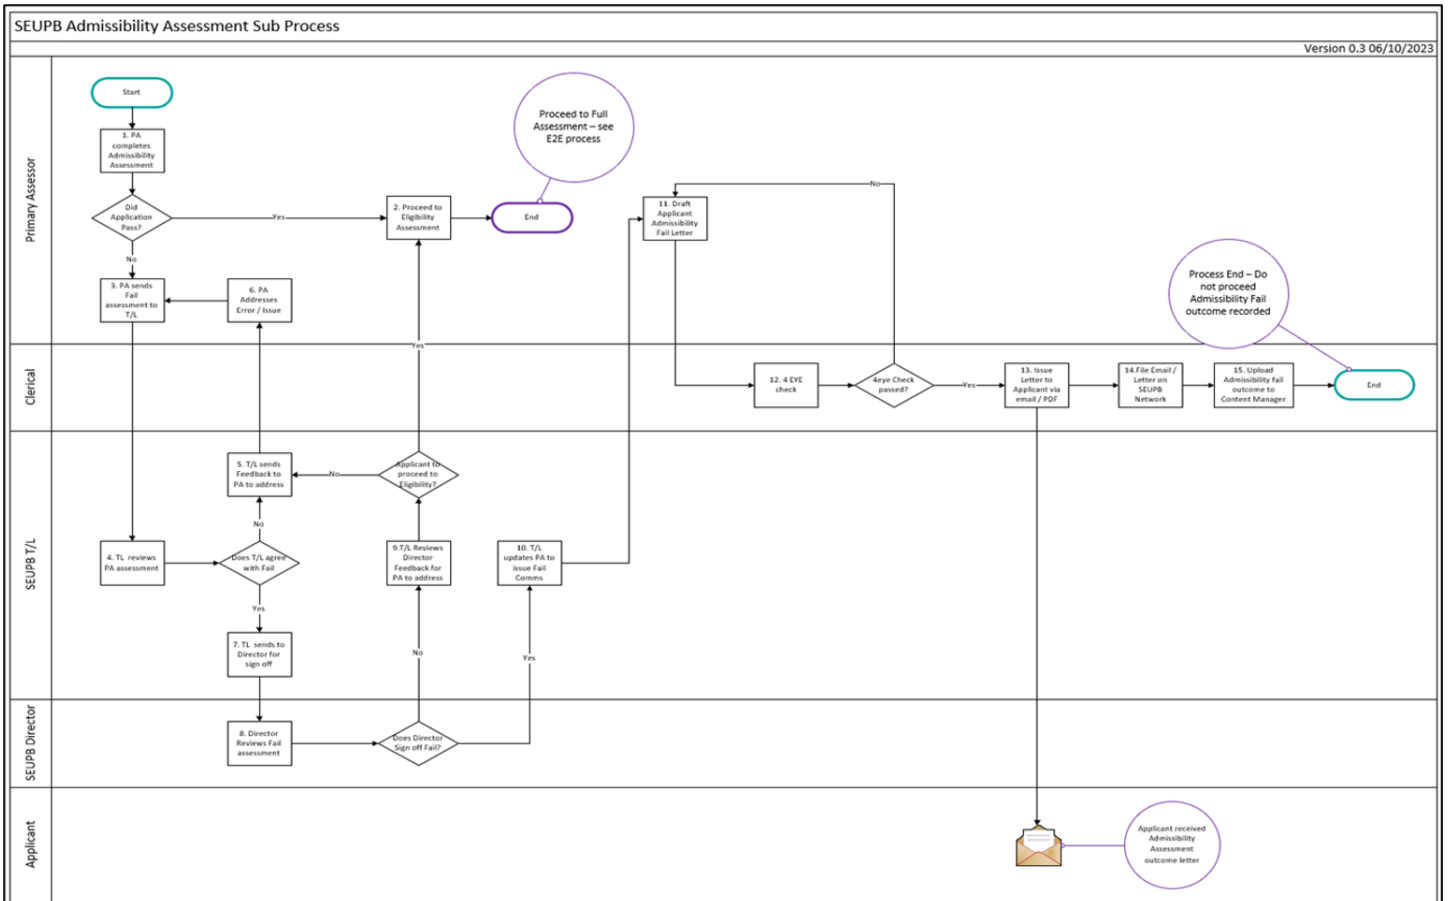 SEUPB Admissibility Assessment Sub Process
Version 0.3 06/10/2023
Primary Assessor
Start
1. PA
completes
Admissibility
Assessment
Did
Application
Pass?
Yes
No
2. Proceed to
Eligibility
Assessment
End
Proceed to Full
Assessment – see
E2E process
3. PA sends
Fail
assessment to
T/L
6. PA
Addresses
Error / Issue
Yes
11. Draft
Applicant
Admissibility
Fail Letter
No
Process End – Do
not proceed
Admissibility Fail
outcome recorded
Clerical
12. 4 EYE
check
4eye Check
passed?
Yes
13. Issue
Letter to
Applicant via
email / PDF
14.File Email /
Letter on
SEUPB
Network
15. Upload
Admissibility fail
outcome to
Content Manager
End
SEUPB T/L
5. T/L sends
Feedback to
PA to address
No
Applicant to
proceed to
Eligibility?
No
4. TL reviews
PA assessment
Does T/L agree
with Fail
9.T/L Reviews
Director
Feedback for
PA to address
10. T/L
updates PA to
issue Fail
Comms
Yes
7. TL sends to
Director for
sign off
No
Yes
SEUPB Director
8. Director
Reviews Fail
assessment
Does Director
Sign off Fail?
Applicant
Applicant received
Admissibility
Assessment
outcome letter